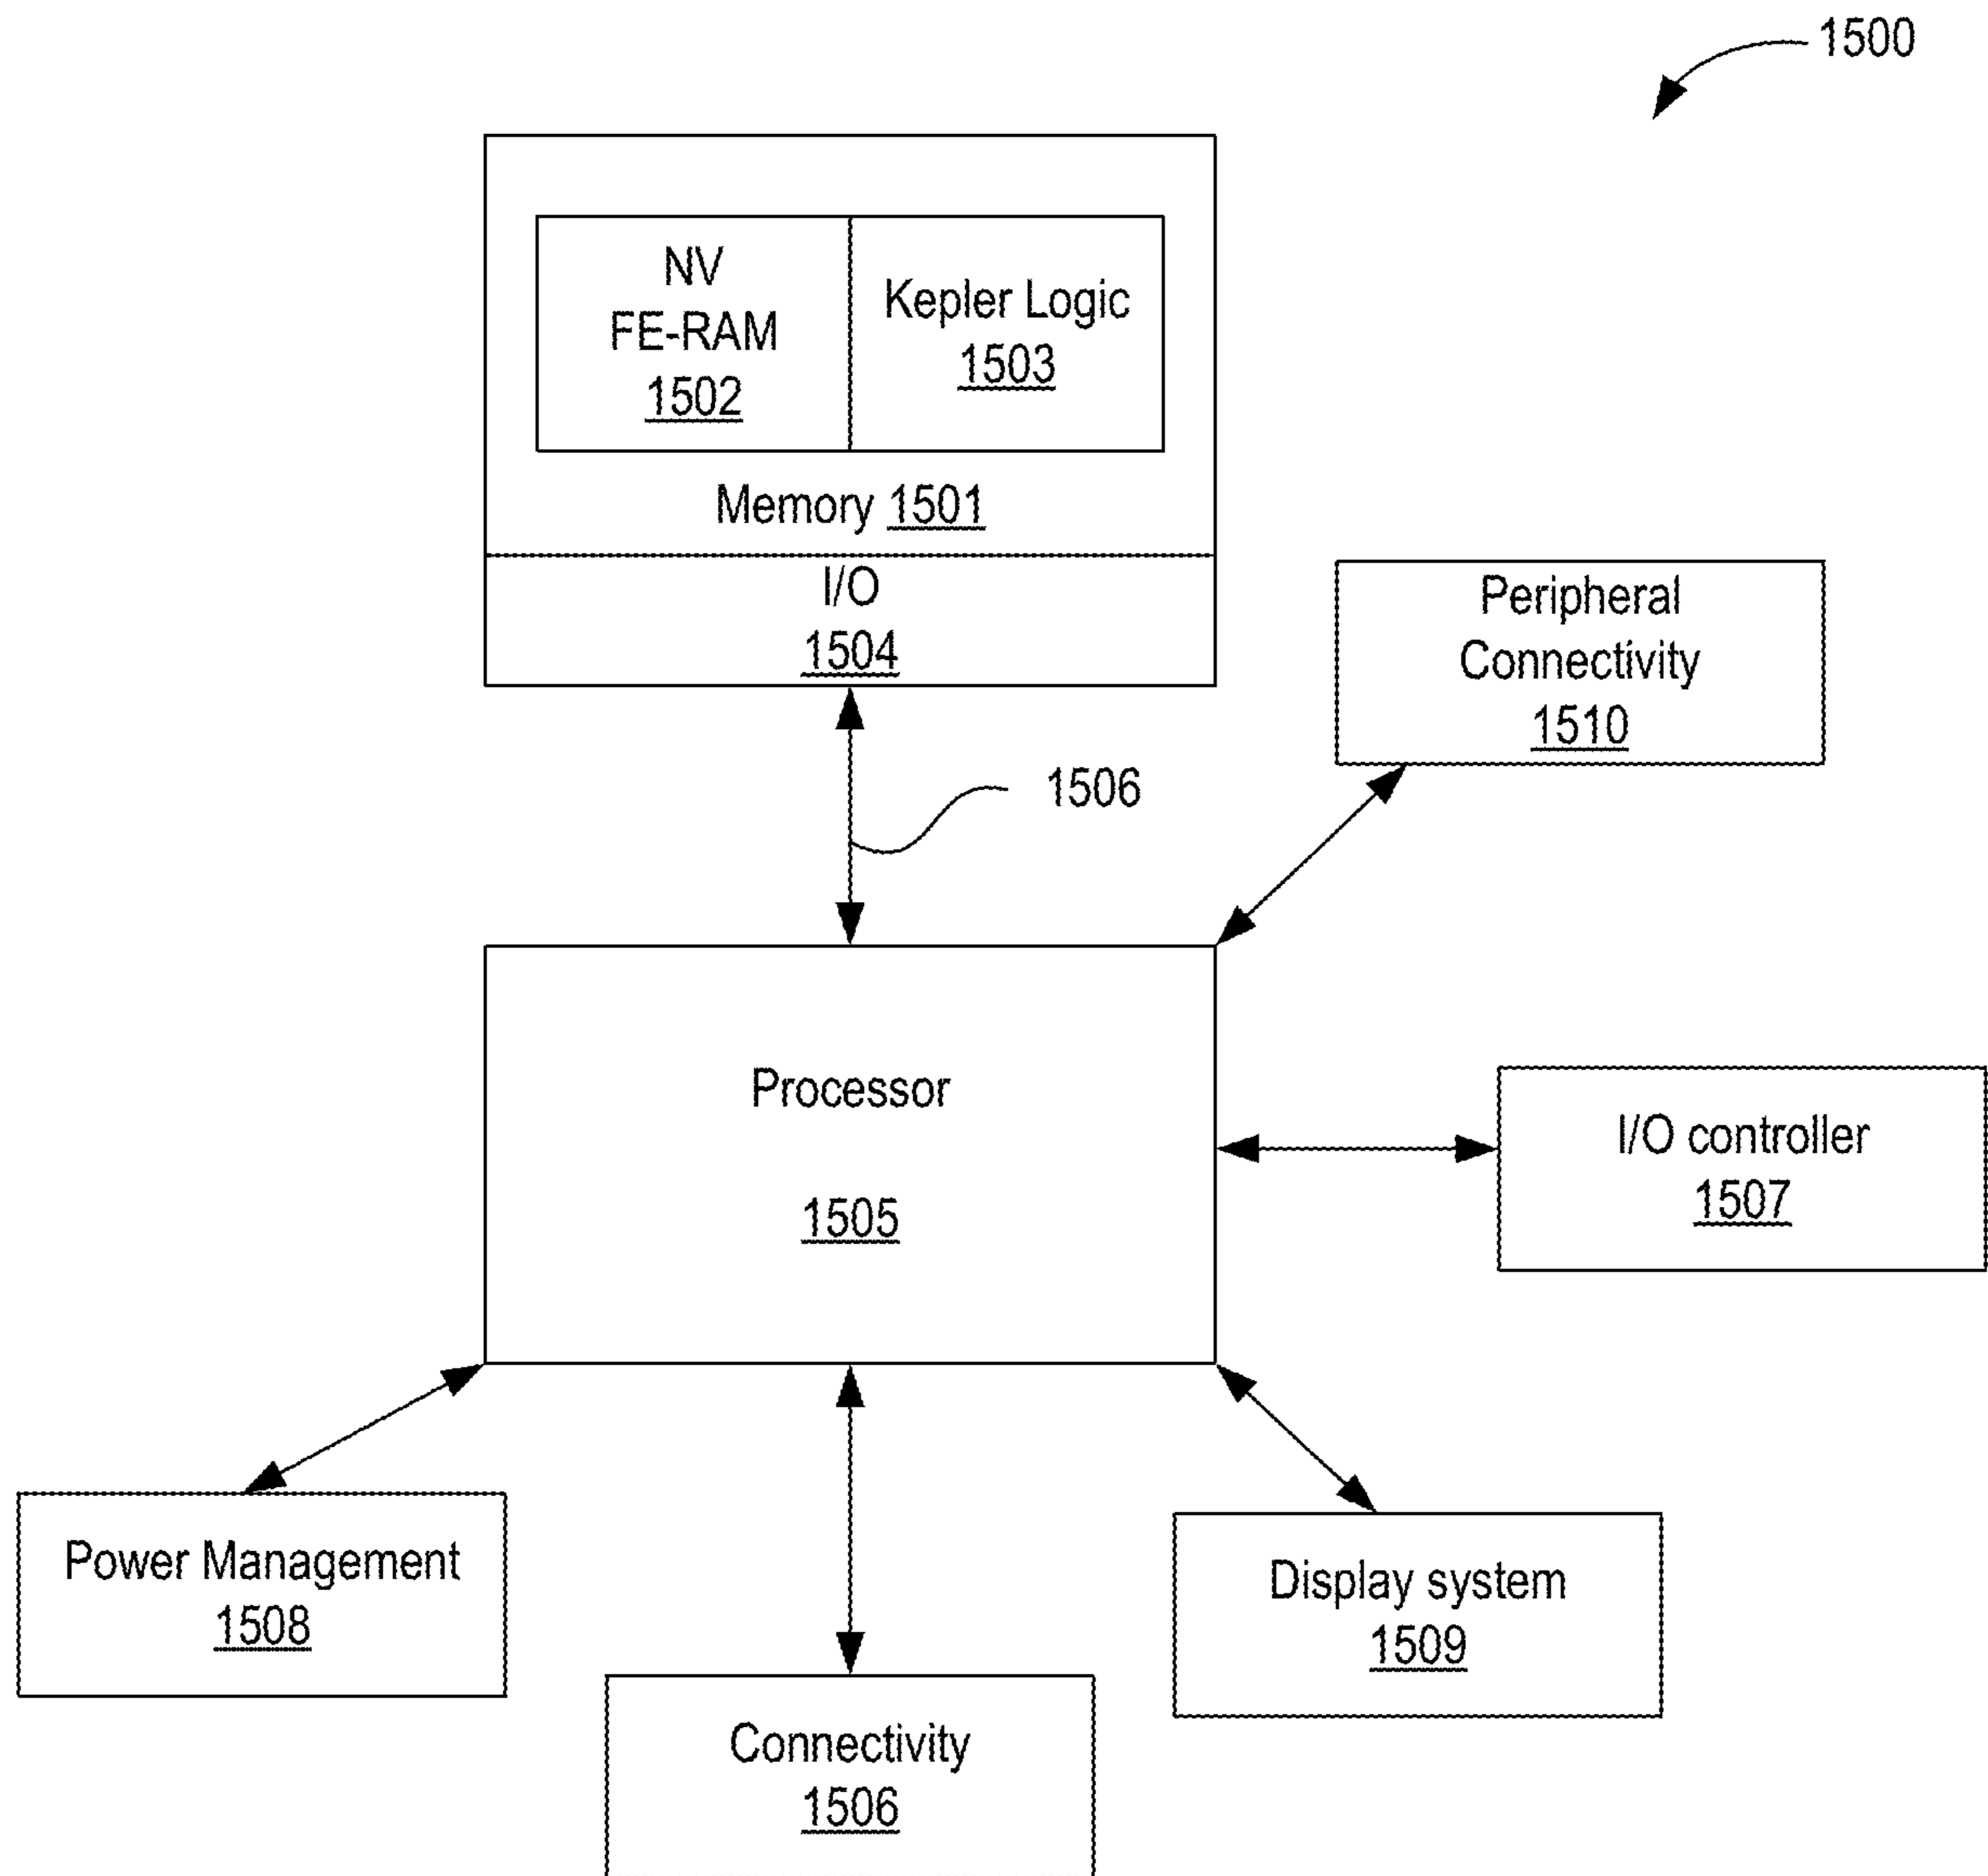 1500
NV
FE-RAM
1502
Kepler Logic
1503
Memory 1501
I/O
1504
Peripheral
Connectivity
1510
1506
Processor
1505
I/O controller
1507
Power Management
1508
Display system
1509
Connectivity
1506